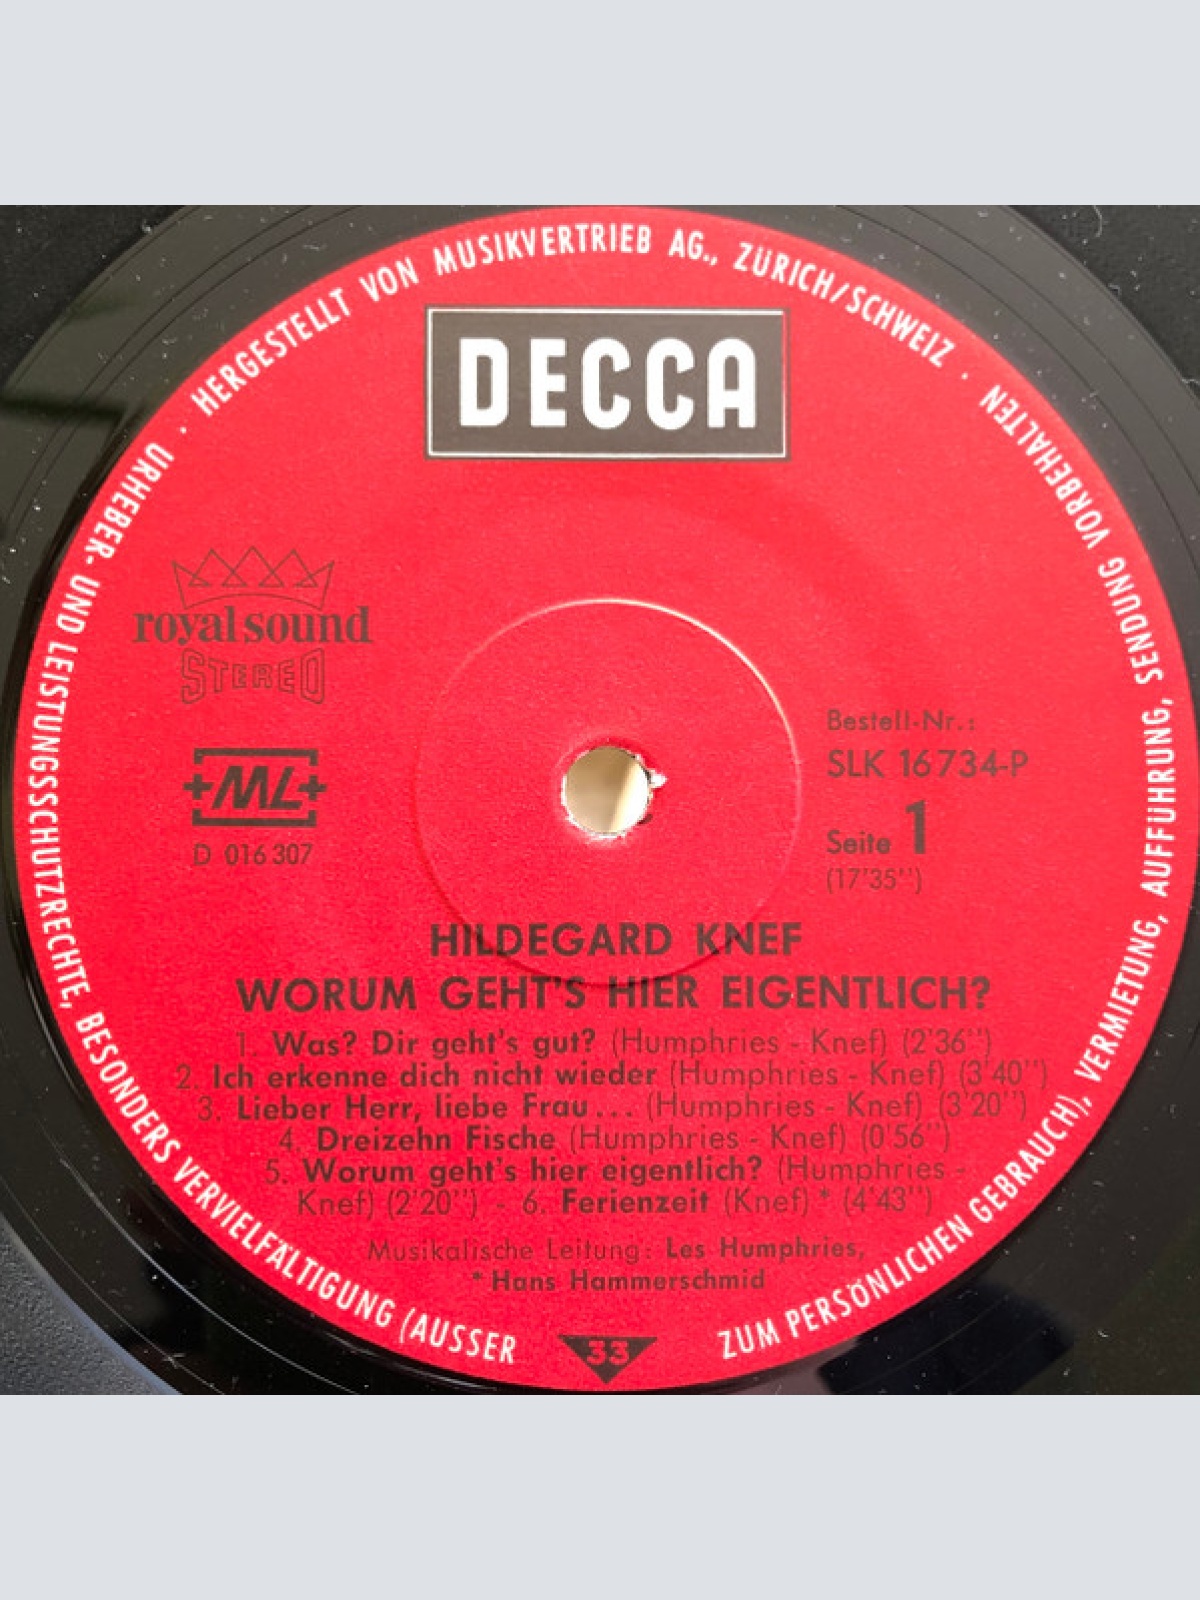 HERGESTELLT VON MUSIKVERTRIEB AG., ZÜRICH/SCHWEIZ ·
URHEBER- UND LEISTUNGSSCHUTZRECHTE, BESONDERS VERVIELFÄLTIGUNG (AUSSER
ZUM PERSÖNLICHEN GEBRAUCH), VERMIETUNG, AUFFÜHRUNG, SENDUNG VORBEHALTEN ·
DECCA
royal sound
STEREO
+ML+
D 016 307
Bestell-Nr.:
SLK 16 734-P
Seite 1
(17'35'')
HILDEGARD KNEF
WORUM GEHT'S HIER EIGENTLICH?
1. Was? Dir geht's gut? (Humphries - Knef) (2'36'')
2. Ich erkenne dich nicht wieder (Humphries - Knef) (3'40'')
3. Lieber Herr, liebe Frau... (Humphries - Knef) (3'20'')
4. Dreizehn Fische (Humphries - Knef) (0'56'')
5. Worum geht's hier eigentlich? (Humphries -
Knef) (2'20'') - 6. Ferienzeit (Knef) * (4'43'')
Musikalische Leitung: Les Humphries,
* Hans Hammerschmid
33